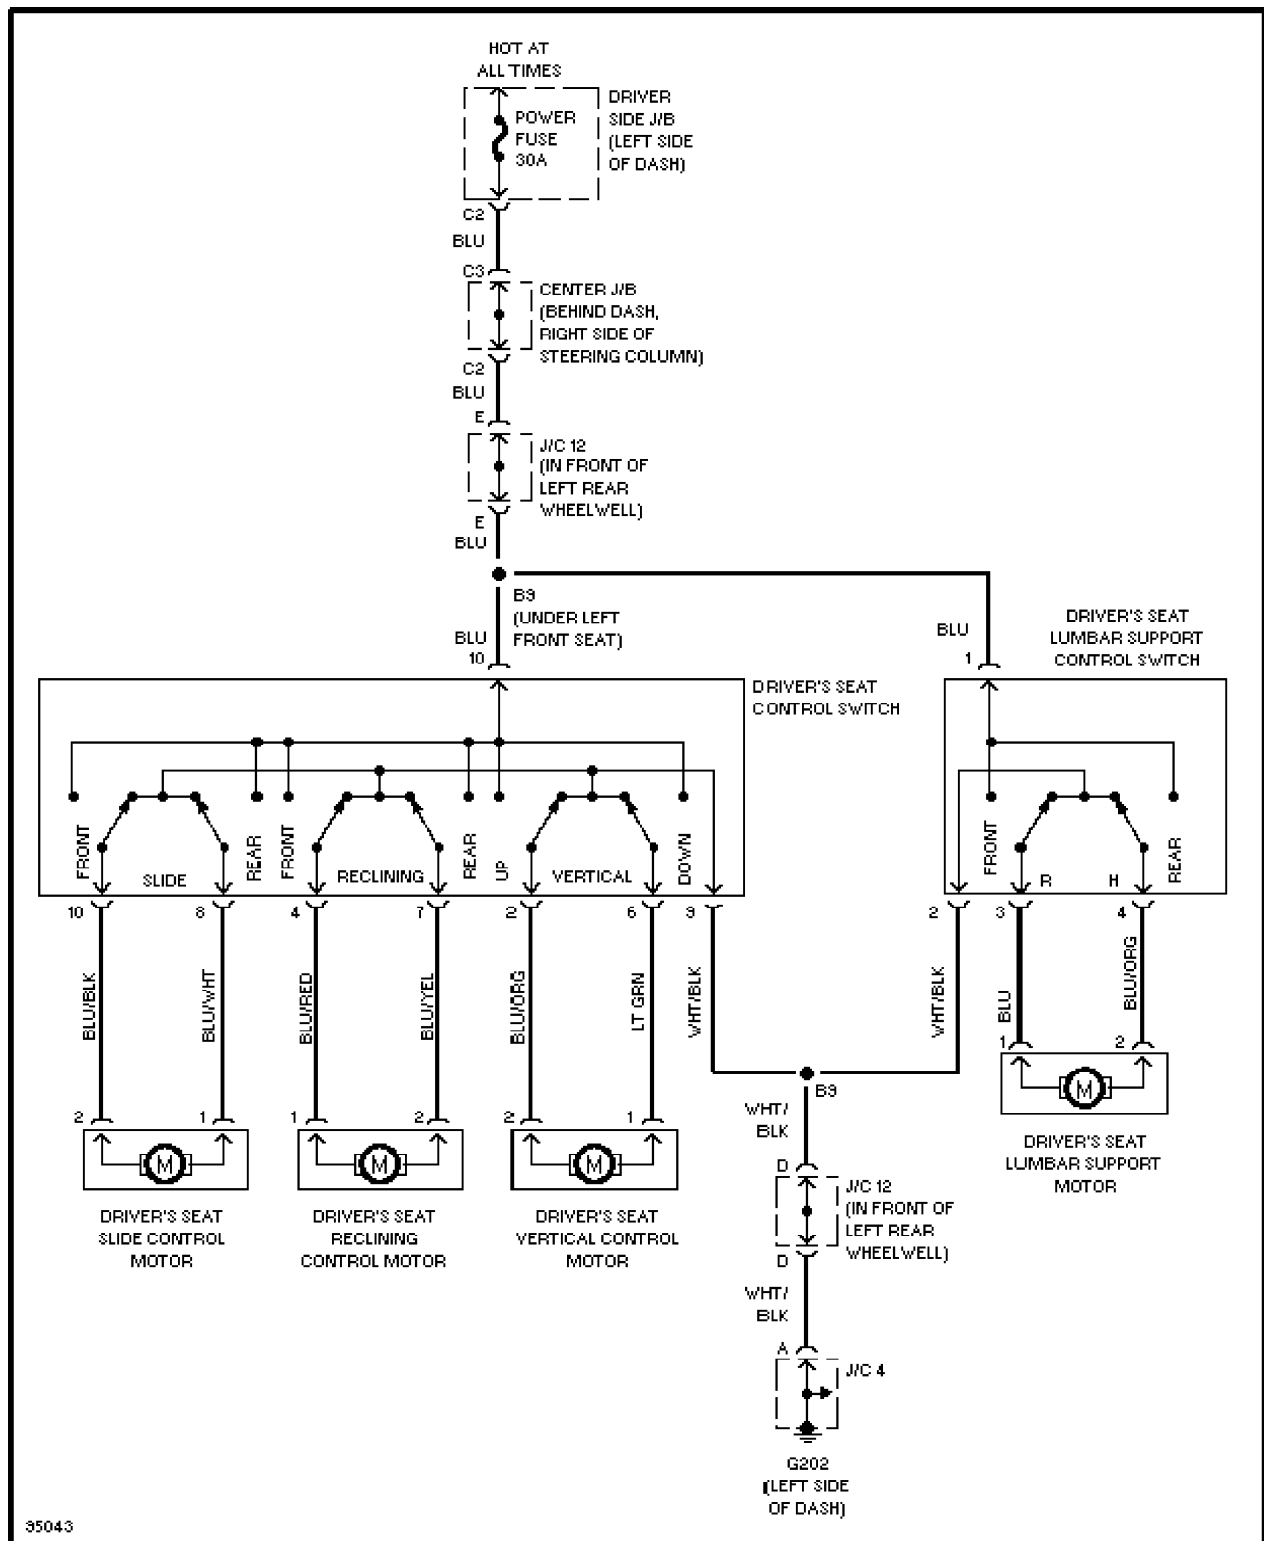 HOT AT
ALL TIMES
DRIVER
SIDE J/B
(LEFT SIDE
OF DASH)
POWER
FUSE
30A
C2
BLU
C3
CENTER J/B
(BEHIND DASH,
RIGHT SIDE OF
STEERING COLUMN)
C2
BLU
E
J/C 12
(IN FRONT OF
LEFT REAR
WHEELWELL)
E
BLU
B9
(UNDER LEFT
FRONT SEAT)
BLU
10
BLU
1
DRIVER'S SEAT
LUMBAR SUPPORT
CONTROL SWITCH
DRIVER'S SEAT
CONTROL SWITCH
FRONT
SLIDE
REAR
FRONT
RECLINING
REAR
UP
VERTICAL
DOWN
FRONT
R
H
REAR
10
8
4
7
2
6
9
2
3
4
BLU/BLK
BLU/WHT
BLU/RED
BLU/YEL
BLU/ORG
LT GRN
WHT/BLK
WHT/BLK
BLU
BLU/ORG
1
2
M
DRIVER'S SEAT
LUMBAR SUPPORT
MOTOR
B9
2
1
1
2
2
1
M
M
M
DRIVER'S SEAT
SLIDE CONTROL
MOTOR
DRIVER'S SEAT
RECLINING
CONTROL MOTOR
DRIVER'S SEAT
VERTICAL CONTROL
MOTOR
WHT/
BLK
D
J/C 12
(IN FRONT OF
LEFT REAR
WHEELWELL)
D
WHT/
BLK
A
J/C 4
G202
(LEFT SIDE
OF DASH)
95043